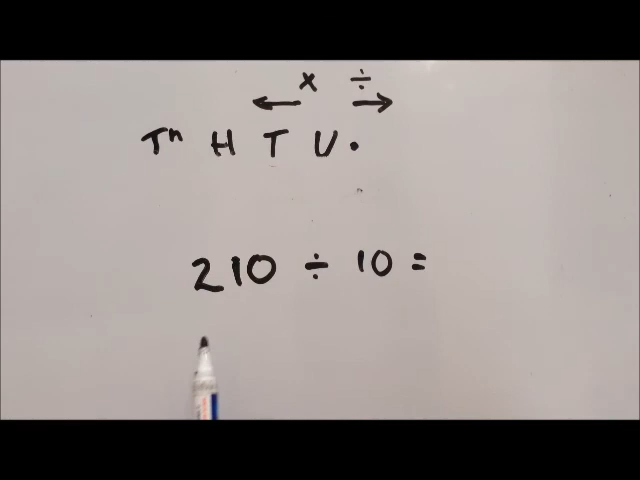 x ÷
← →
Th H T U .
210 ÷ 10 =